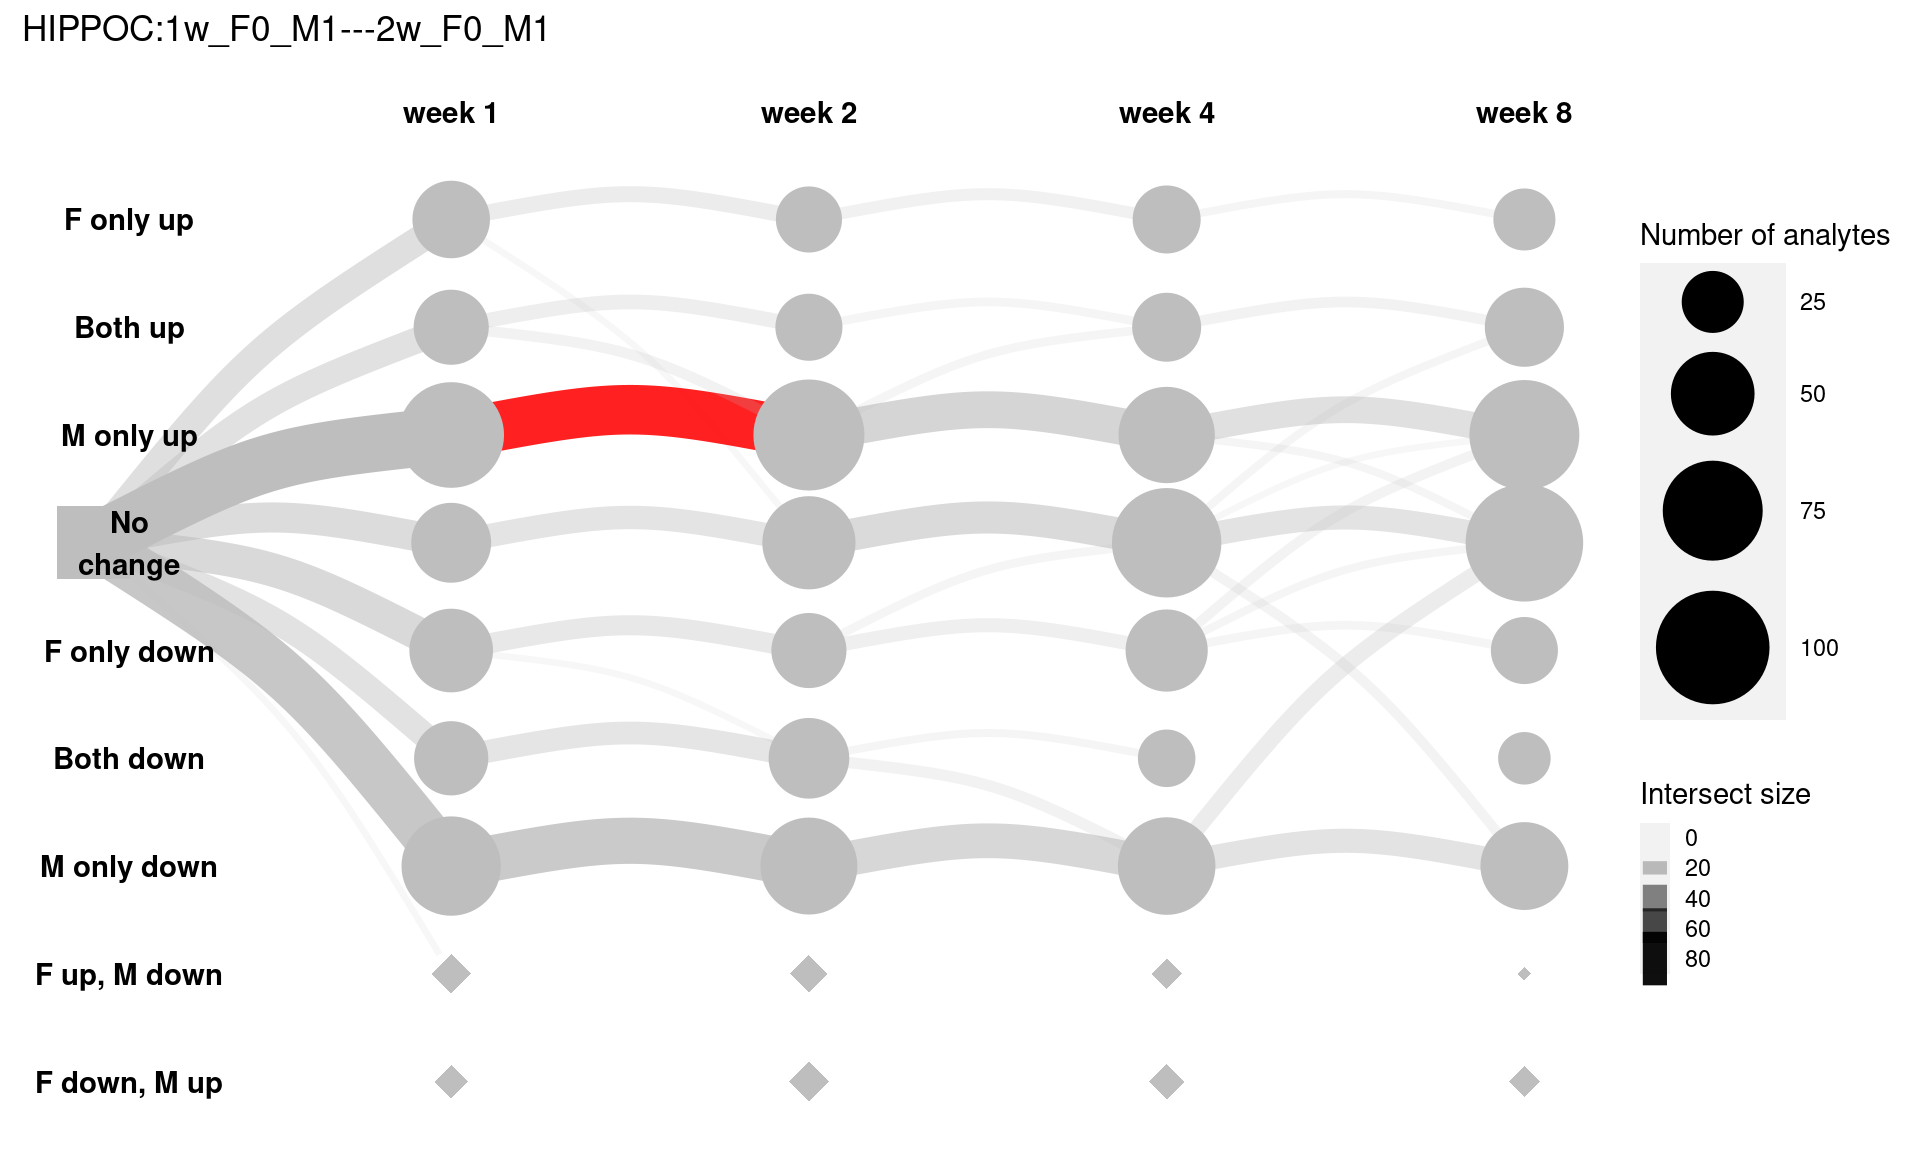 HIPPOC:1w_F0_M1---2w_F0_M1
week 1 week 2 week 4 week 8
F only up
Both up
M only up
No
change
F only down
Both down
M only down
F up, M down
F down, M up
Number of analytes
25
50
75
100
Intersect size
0
20
40
60
80